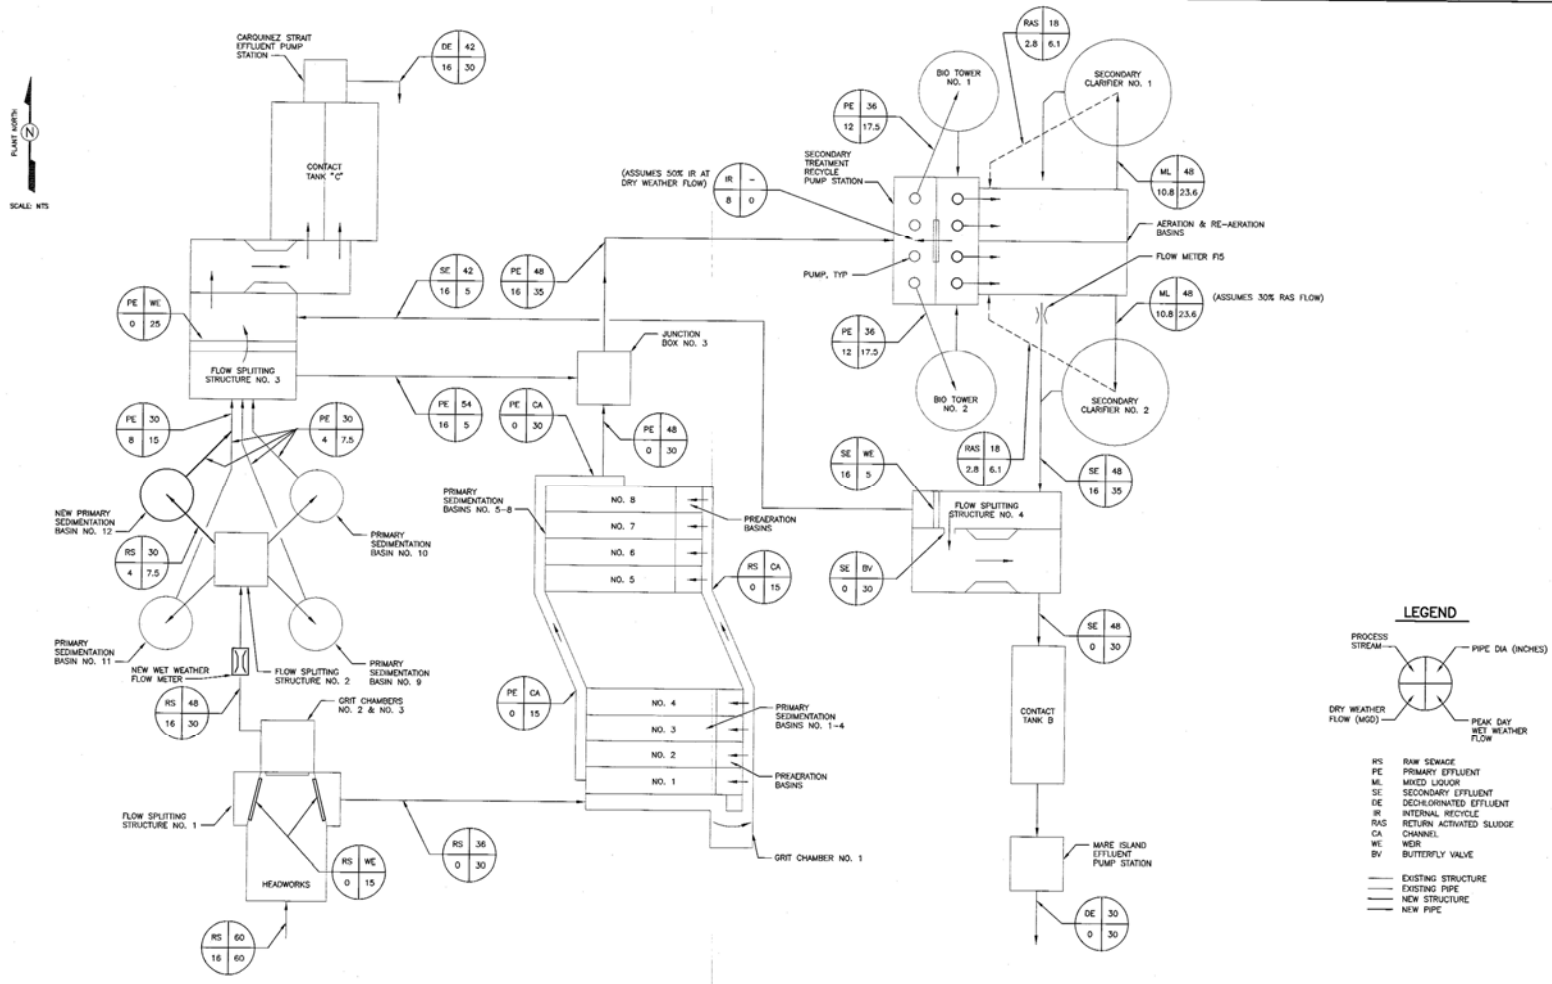 CARQUINEZ STRAIT
EFFLUENT PUMP
STATION
DE 42
16 30
PLANT NORTH
N
SCALE: NTS
CONTACT
TANK "C"
PE WE
0 25
FLOW SPLITTING
STRUCTURE NO. 3
SE 42
16 5
PE 48
16 35
PE 54
16 5
PE 30
8 15
PE 30
4 7.5
NEW PRIMARY
SEDIMENTATION
BASIN NO. 12
RS 30
4 7.5
PRIMARY
SEDIMENTATION
BASIN NO. 10
PRIMARY
SEDIMENTATION
BASIN NO. 11
PRIMARY
SEDIMENTATION
BASIN NO. 9
NEW WET WEATHER
FLOW METER
FLOW SPLITTING
STRUCTURE NO. 2
RS 48
16 30
GRIT CHAMBERS
NO. 2 & NO. 3
FLOW SPLITTING
STRUCTURE NO. 1
HEADWORKS
RS WE
0 15
RS 60
16 60
RS 36
0 30
JUNCTION
BOX NO. 3
PE CA
0 30
PE 48
0 30
PRIMARY
SEDIMENTATION
BASINS NO. 5-8
NO. 8
NO. 7
NO. 6
NO. 5
PREAERATION
BASINS
RS CA
0 15
PE CA
0 15
NO. 4
NO. 3
NO. 2
NO. 1
PRIMARY
SEDIMENTATION
BASINS NO. 1-4
PREAERATION
BASINS
GRIT CHAMBER NO. 1
RAS 18
2.8 6.1
BIO TOWER
NO. 1
SECONDARY
CLARIFIER NO. 1
PE 36
12 17.5
SECONDARY
TREATMENT
RECYCLE
PUMP STATION
(ASSUMES 50% IR AT
DRY WEATHER FLOW)
IR -
8 0
ML 48
10.8 23.6
AERATION & RE-AERATION
BASINS
FLOW METER F15
PUMP, TYP
ML 48
10.8 23.6
(ASSUMES 30% RAS FLOW)
PE 36
12 17.5
BIO TOWER
NO. 2
SECONDARY
CLARIFIER NO. 2
RAS 18
2.8 6.1
SE WE
16 5
SE 48
16 35
FLOW SPLITTING
STRUCTURE NO. 4
SE BV
0 30
SE 48
0 30
CONTACT
TANK B
MARE ISLAND
EFFLUENT
PUMP STATION
DE 30
0 30
LEGEND
PROCESS
STREAM
PIPE DIA (INCHES)
DRY WEATHER
FLOW (MGD)
PEAK DAY
WET WEATHER
FLOW
RS RAW SEWAGE
PE PRIMARY EFFLUENT
ML MIXED LIQUOR
SE SECONDARY EFFLUENT
DE DECHLORINATED EFFLUENT
IR INTERNAL RECYCLE
RAS RETURN ACTIVATED SLUDGE
CA CHANNEL
WE WEIR
BV BUTTERFLY VALVE
EXISTING STRUCTURE
EXISTING PIPE
NEW STRUCTURE
NEW PIPE